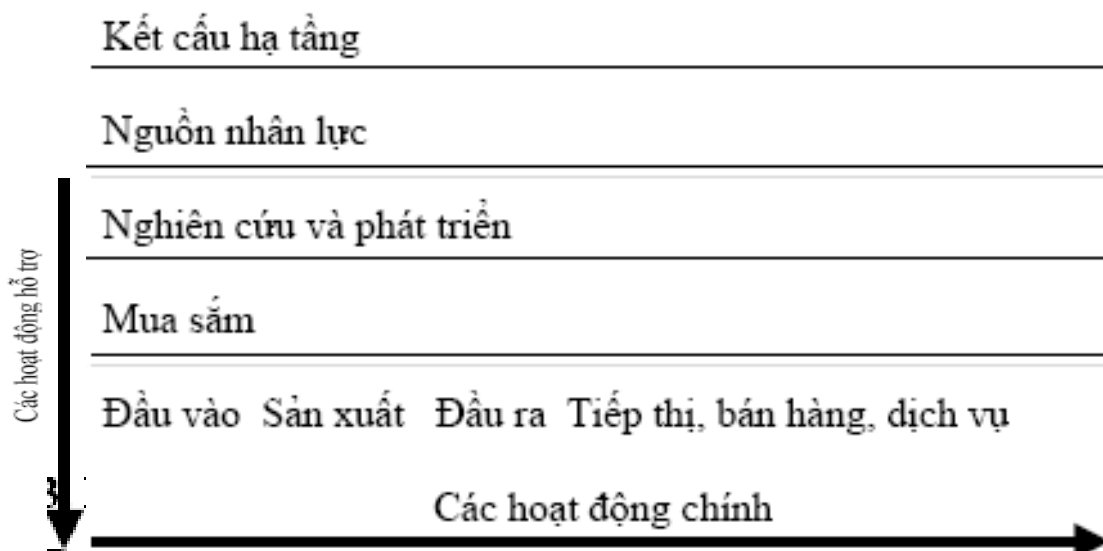 Kết cấu hạ tầng
Nguồn nhân lực
Nghiên cứu và phát triển
Mua sắm
Các hoạt động hỗ trợ
Đầu vào Sản xuất Đầu ra Tiếp thị, bán hàng, dịch vụ
Các hoạt động chính